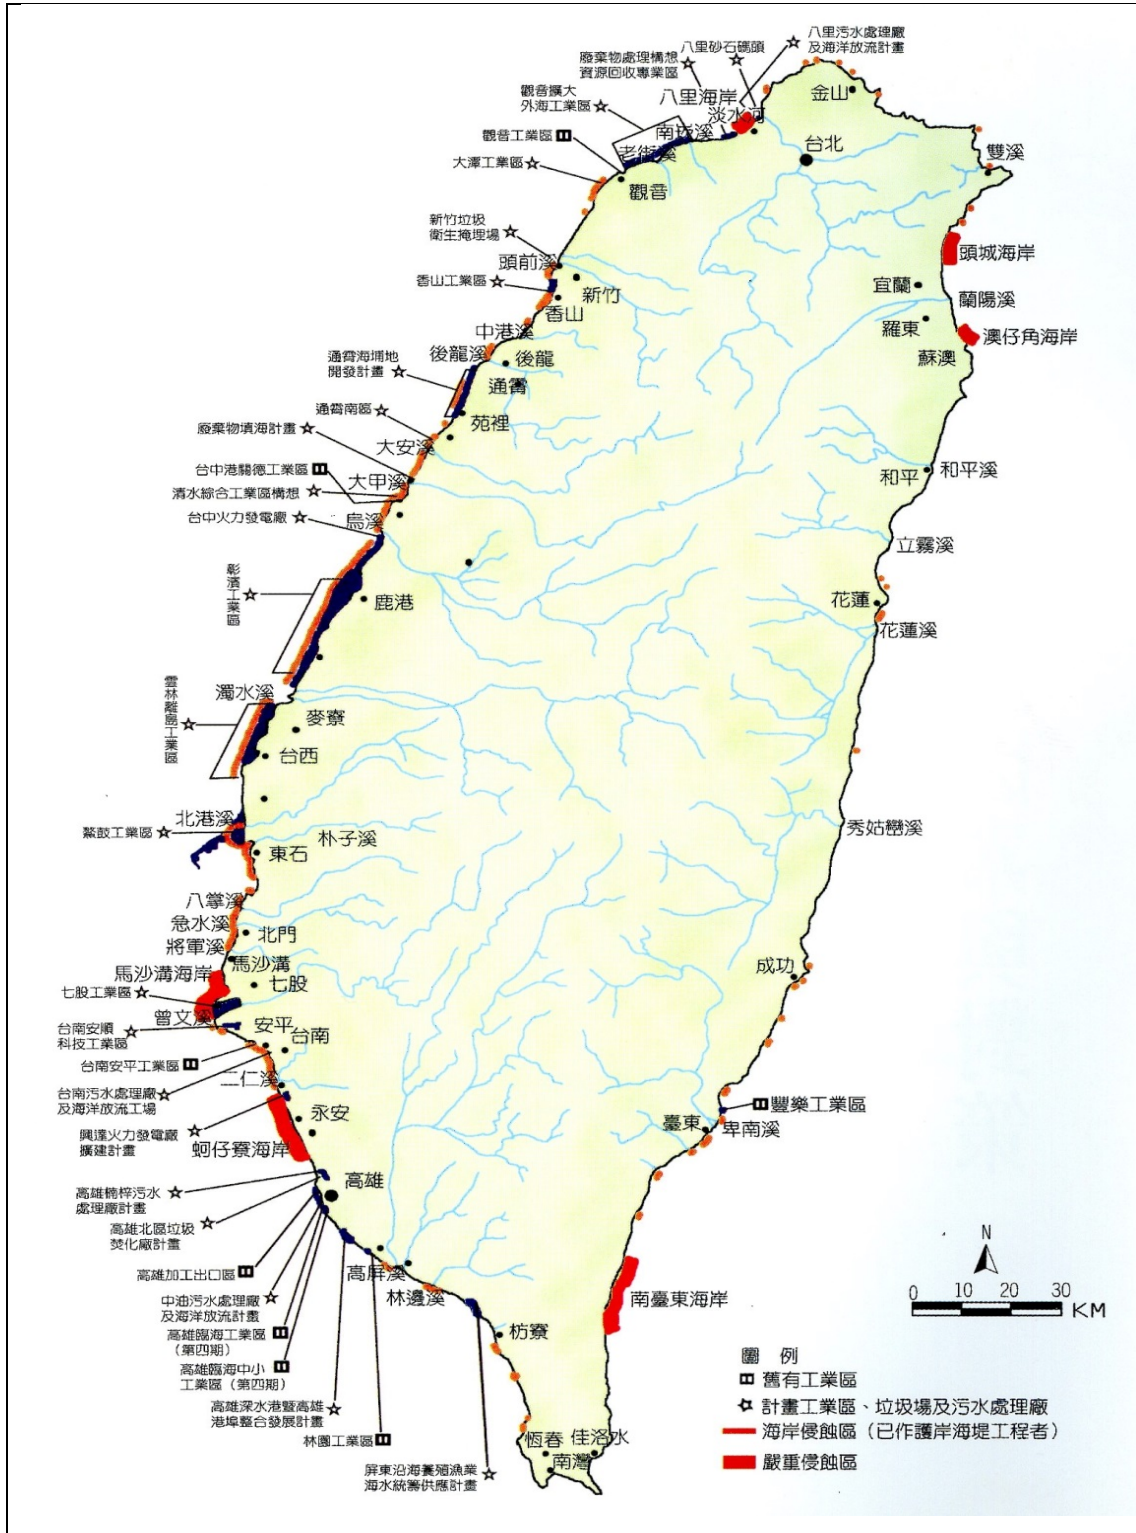 八里砂石碼頭
八里污水處理廠
及海洋放流計畫
廢棄物處理構想
資源回收專業區
八里海岸
金山
觀音擴大
外海工業區
淡水河
南崁溪
觀音工業區
老街溪
台北
雙溪
大潭工業區
觀音
新竹垃圾
衛生掩埋場
頭前溪
頭城海岸
香山工業區
新竹
宜蘭
蘭陽溪
香山
羅東
中港溪
澳仔角海岸
蘇澳
後龍溪
後龍
通霄海埔地
開發計畫
通霄
通霄南區
苑裡
廢棄物填海計畫
大安溪
台中港關德工業區
大甲溪
和平
和平溪
清水綜合工業區構想
台中火力發電廠
烏溪
立霧溪
彰濱工業區
鹿港
花蓮
花蓮溪
雲林離島工業區
濁水溪
麥寮
台西
北港溪
鰲鼓工業區
朴子溪
秀姑巒溪
東石
八掌溪
急水溪
北門
將軍溪
馬沙溝
成功
馬沙溝海岸
七股
七股工業區
曾文溪
台南安順
科技工業區
安平
台南
台南安平工業區
二仁溪
台南污水處理廠
及海洋放流工場
永安
豐樂工業區
臺東
卑南溪
興達火力發電廠
擴建計畫
蚵仔寮海岸
高雄
高雄楠梓污水
處理廠計畫
高雄北區垃圾
焚化廠計畫
N
高雄加工出口區
高屏溪
林邊溪
南臺東海岸
0 10 20 30
KM
中油污水處理廠
及海洋放流計畫
枋寮
高雄臨海工業區
（第四期）
圖 例
高雄臨海中小
工業區（第四期）
舊有工業區
高雄深水港暨高雄
港埠整合發展計畫
計畫工業區、垃圾場及污水處理廠
海岸侵蝕區（已作護岸海堤工程者）
林園工業區
恆春
佳洛水
南灣
嚴重侵蝕區
屏東沿海養殖漁業
海水統籌供應計畫